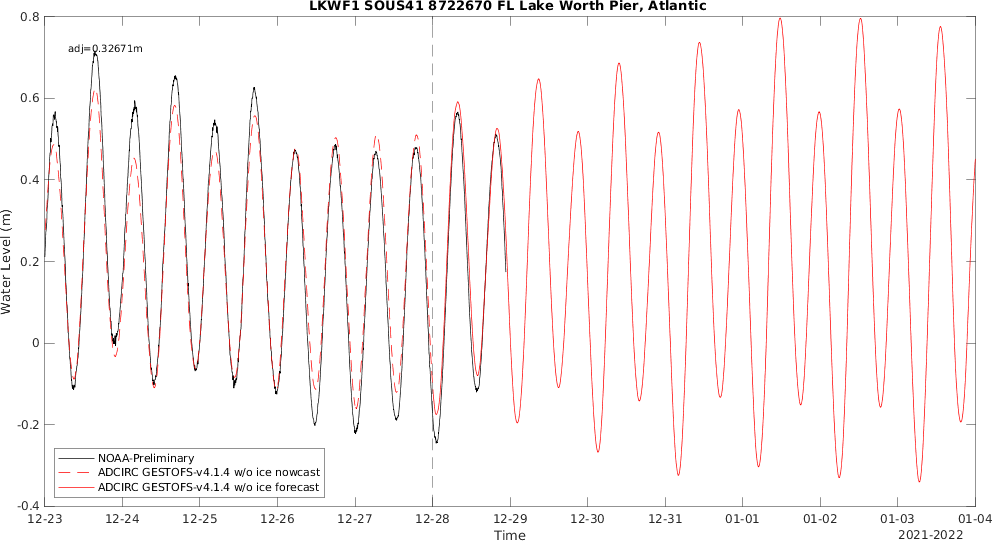 LKWF1 SOUS41 8722670 FL Lake Worth Pier, Atlantic
adj=0.32671m
0.8
0.6
0.4
0.2
0
-0.2
-0.4
Water Level (m)
NOAA-Preliminary
ADCIRC GESTOFS-v4.1.4 w/o ice nowcast
ADCIRC GESTOFS-v4.1.4 w/o ice forecast
12-23 12-24 12-25 12-26 12-27 12-28 12-29 12-30 12-31 01-01 01-02 01-03 01-04
Time
2021-2022